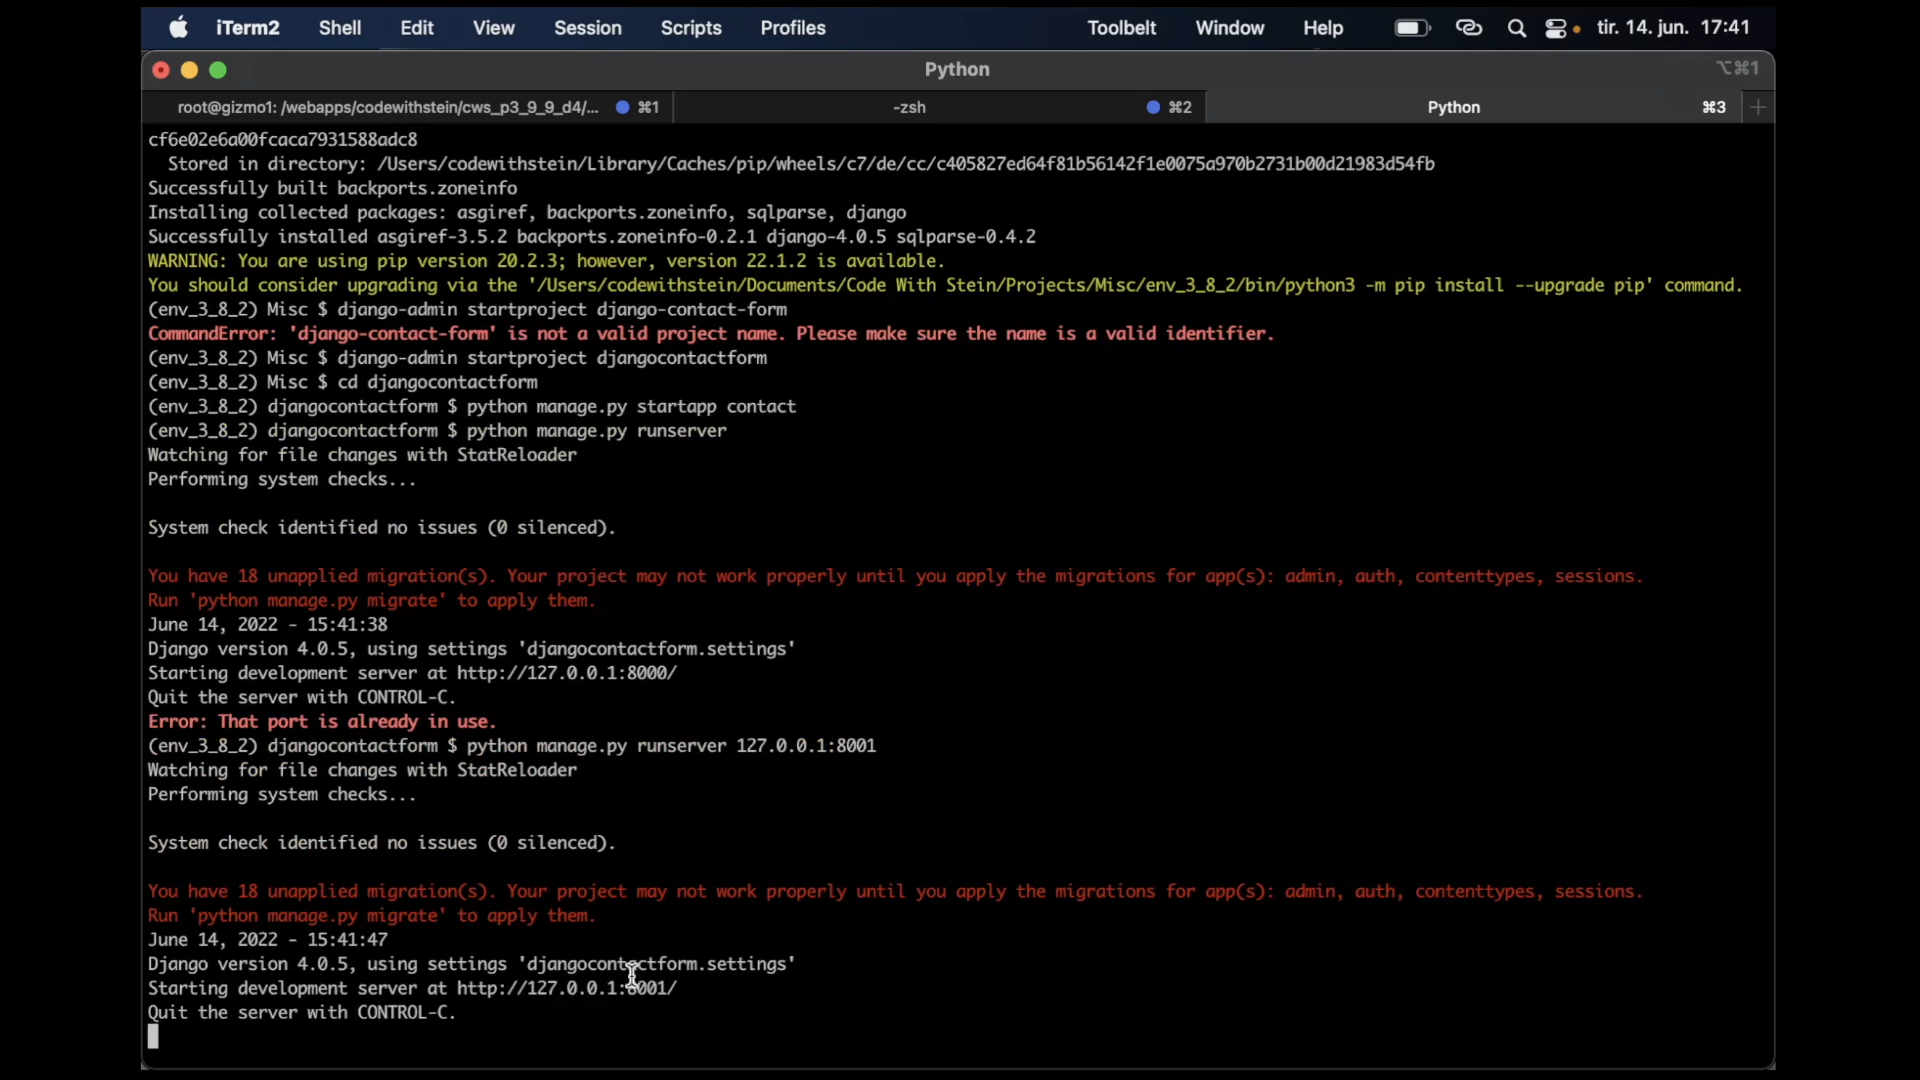 iTerm2 Shell Edit View Session Scripts Profiles Toolbelt Window Help tir. 14. jun. 17:41
Python ⌥⌘1
root@gizmo1: /webapps/codewithstein/cws_p3_9_9_d4/... ⌘1 -zsh ⌘2 Python ⌘3 +
cf6e02e6a00fcaca7931588adc8
Stored in directory: /Users/codewithstein/Library/Caches/pip/wheels/c7/de/cc/c405827ed64f81b56142f1e0075a970b2731b00d21983d54fb
Successfully built backports.zoneinfo
Installing collected packages: asgiref, backports.zoneinfo, sqlparse, django
Successfully installed asgiref-3.5.2 backports.zoneinfo-0.2.1 django-4.0.5 sqlparse-0.4.2
WARNING: You are using pip version 20.2.3; however, version 22.1.2 is available.
You should consider upgrading via the '/Users/codewithstein/Documents/Code With Stein/Projects/Misc/env_3_8_2/bin/python3 -m pip install --upgrade pip' command.
(env_3_8_2) Misc $ django-admin startproject django-contact-form
CommandError: 'django-contact-form' is not a valid project name. Please make sure the name is a valid identifier.
(env_3_8_2) Misc $ django-admin startproject djangocontactform
(env_3_8_2) Misc $ cd djangocontactform
(env_3_8_2) djangocontactform $ python manage.py startapp contact
(env_3_8_2) djangocontactform $ python manage.py runserver
Watching for file changes with StatReloader
Performing system checks...
System check identified no issues (0 silenced).
You have 18 unapplied migration(s). Your project may not work properly until you apply the migrations for app(s): admin, auth, contenttypes, sessions.
Run 'python manage.py migrate' to apply them.
June 14, 2022 - 15:41:38
Django version 4.0.5, using settings 'djangocontactform.settings'
Starting development server at http://127.0.0.1:8000/
Quit the server with CONTROL-C.
Error: That port is already in use.
(env_3_8_2) djangocontactform $ python manage.py runserver 127.0.0.1:8001
Watching for file changes with StatReloader
Performing system checks...
System check identified no issues (0 silenced).
You have 18 unapplied migration(s). Your project may not work properly until you apply the migrations for app(s): admin, auth, contenttypes, sessions.
Run 'python manage.py migrate' to apply them.
June 14, 2022 - 15:41:47
Django version 4.0.5, using settings 'djangocontactform.settings'
Starting development server at http://127.0.0.1:8001/
Quit the server with CONTROL-C.